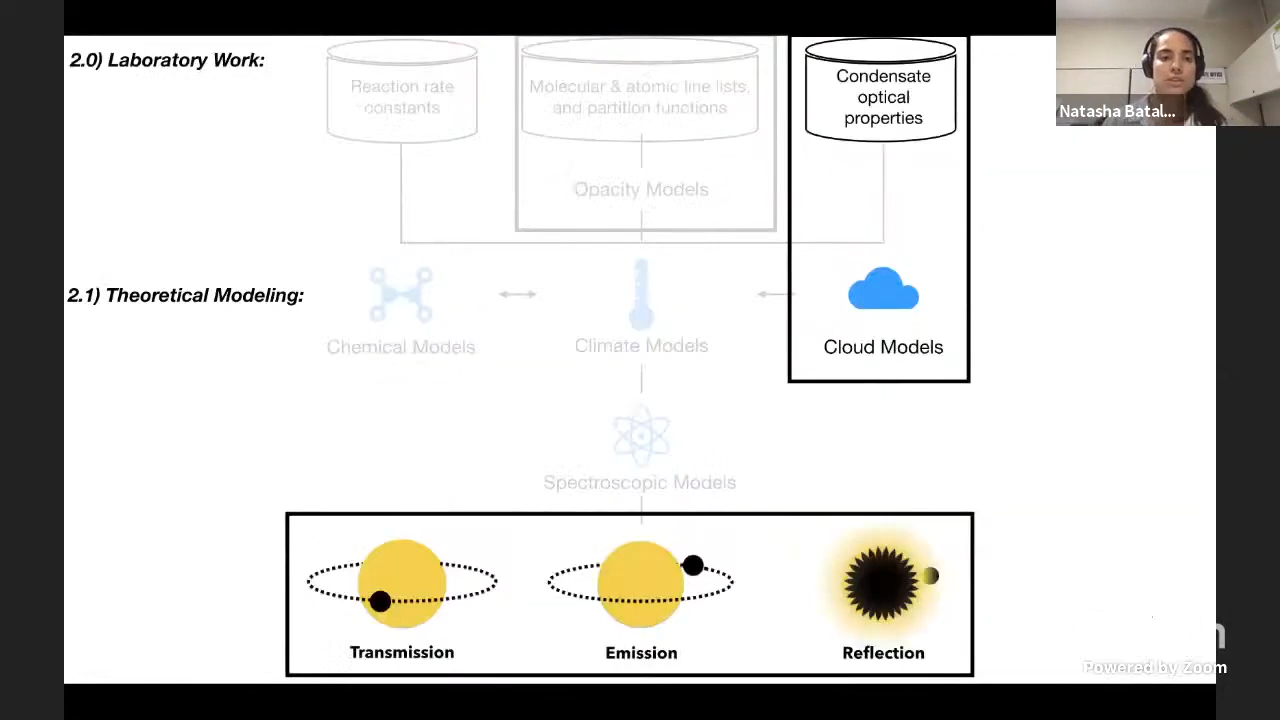 2.0) Laboratory Work:
Reaction rate
constants
Molecular & atomic line lists,
and partition functions
Condensate
optical
properties
Natasha Batal...
Opacity Models
2.1) Theoretical Modeling:
Chemical Models
Climate Models
Cloud Models
Spectroscopic Models
Transmission
Emission
Reflection
Powered by Zoom